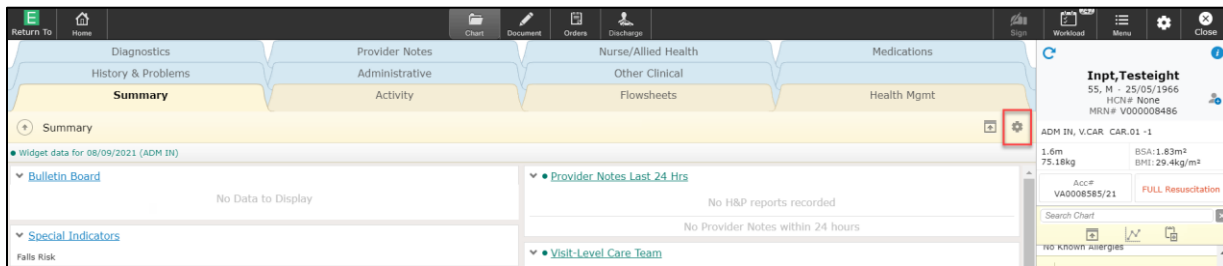 E
Return To
Home
Chart
Document
Orders
Discharge
Sign
Workload
Menu
Close
Diagnostics
Provider Notes
Nurse/Allied Health
Medications
History & Problems
Administrative
Other Clinical
Summary
Activity
Flowsheets
Health Mgmt
Summary
Widget data for 08/09/2021 (ADM IN)
Bulletin Board
No Data to Display
Special Indicators
Falls Risk
Provider Notes Last 24 Hrs
No H&P reports recorded
No Provider Notes within 24 hours
Visit-Level Care Team
Inpt,Testeight
55, M - 25/05/1966
HCN# None
MRN# V000008486
ADM IN, V.CAR CAR.01 -1
1.6m
75.18kg
BSA:1.83m²
BMI:29.4kg/m²
Acc#
VA0008585/21
FULL Resuscitation
Search Chart
No Known Allergies